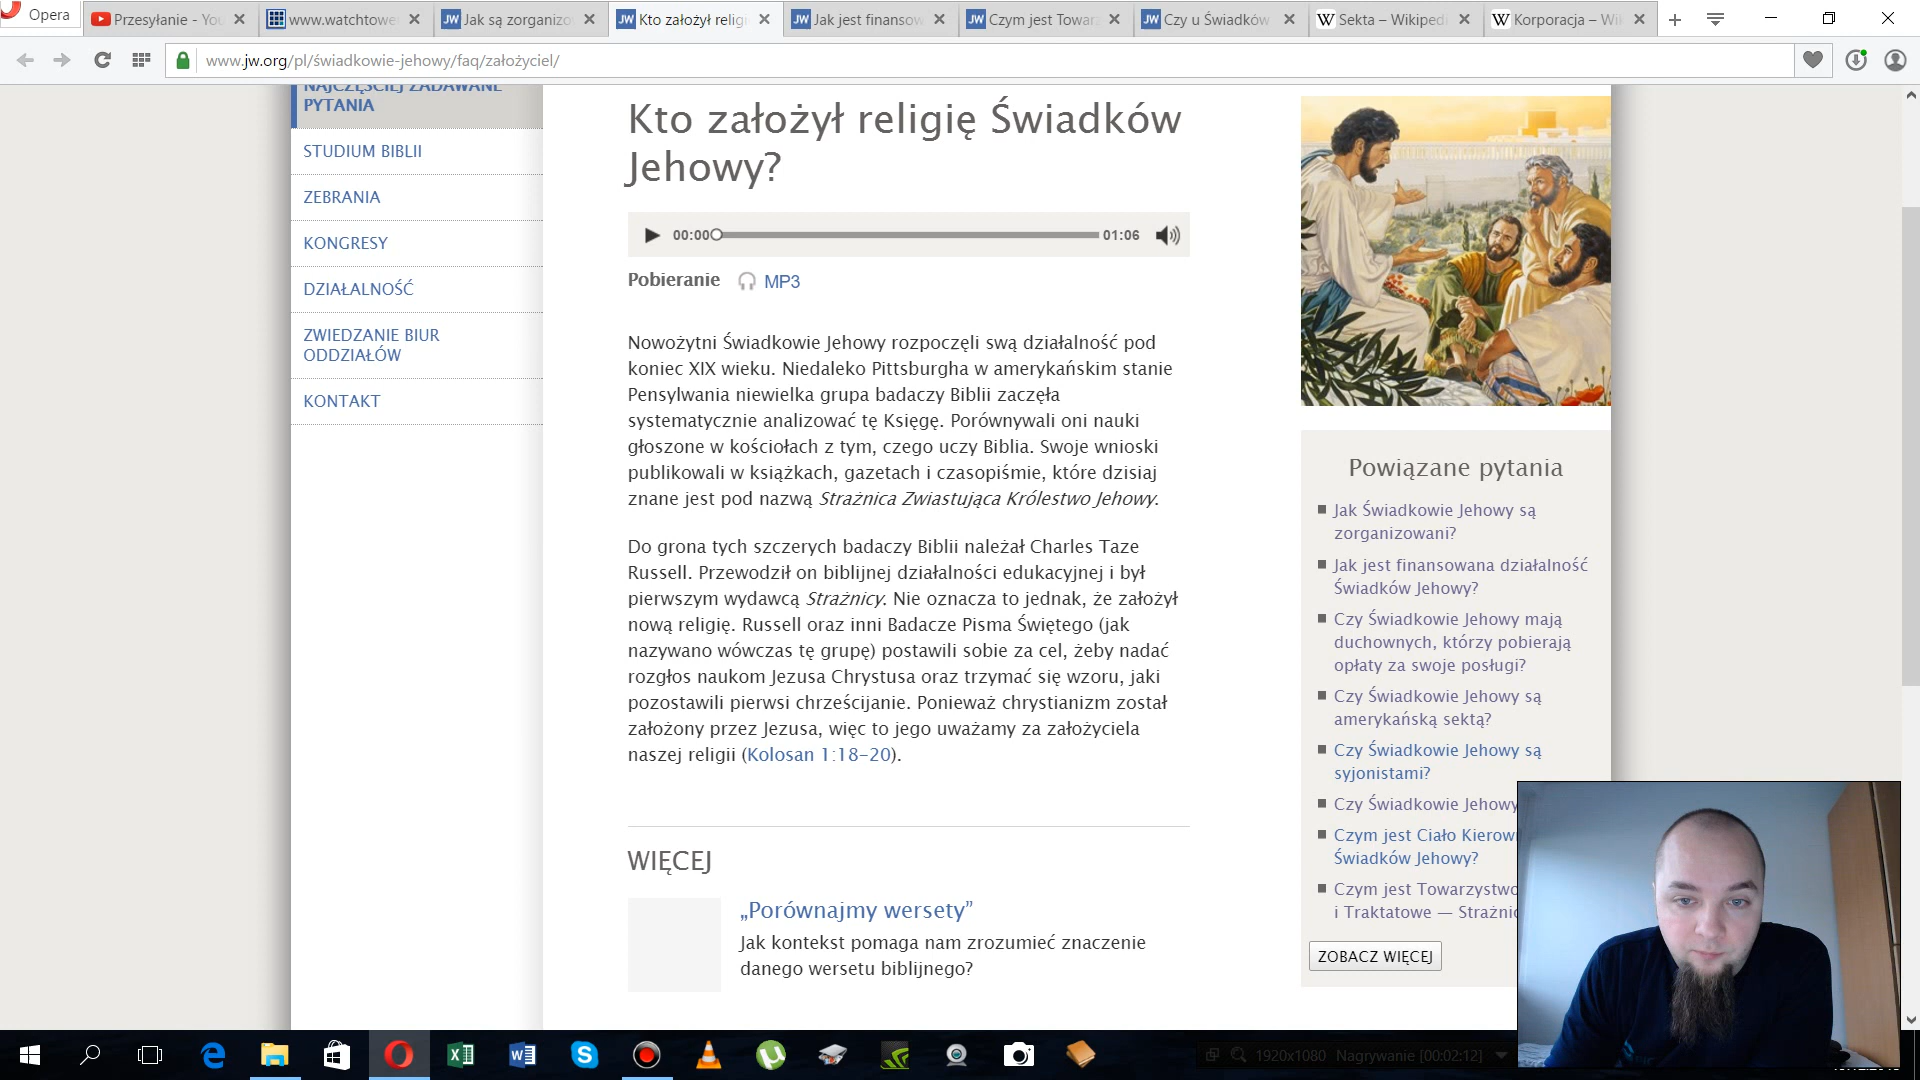 Opera
Przesyłanie - You
www.watchtowe
Jak są zorganizo
Kto założył religi
Jak jest finansow
Czym jest Towar
Czy u Świadków
Sekta – Wikiped
Korporacja – Wi
www.jw.org/pl/świadkowie-jehowy/faq/założyciel/
NAJCZĘŚCIEJ ZADAWANE
PYTANIA
STUDIUM BIBLII
ZEBRANIA
KONGRESY
DZIAŁALNOŚĆ
ZWIEDZANIE BIUR
ODDZIAŁÓW
KONTAKT
Kto założył religię Świadków
Jehowy?
00:00
01:06
Pobieranie MP3
Nowożytni Świadkowie Jehowy rozpoczęli swą działalność pod
koniec XIX wieku. Niedaleko Pittsburgha w amerykańskim stanie
Pensylwania niewielka grupa badaczy Biblii zaczęła
systematycznie analizować tę Księgę. Porównywali oni nauki
głoszone w kościołach z tym, czego uczy Biblia. Swoje wnioski
publikowali w książkach, gazetach i czasopiśmie, które dzisiaj
znane jest pod nazwą Strażnica Zwiastująca Królestwo Jehowy.
Do grona tych szczerych badaczy Biblii należał Charles Taze
Russell. Przewodził on biblijnej działalności edukacyjnej i był
pierwszym wydawcą Strażnicy. Nie oznacza to jednak, że założył
nową religię. Russell oraz inni Badacze Pisma Świętego (jak
nazywano wówczas tę grupę) postawili sobie za cel, żeby nadać
rozgłos naukom Jezusa Chrystusa oraz trzymać się wzoru, jaki
pozostawili pierwsi chrześcijanie. Ponieważ chrystianizm został
założony przez Jezusa, więc to jego uważamy za założyciela
naszej religii (Kolosan 1:18–20).
WIĘCEJ
„Porównajmy wersety”
Jak kontekst pomaga nam zrozumieć znaczenie
danego wersetu biblijnego?
Powiązane pytania
Jak Świadkowie Jehowy są
zorganizowani?
Jak jest finansowana działalność
Świadków Jehowy?
Czy Świadkowie Jehowy mają
duchownych, którzy pobierają
opłaty za swoje posługi?
Czy Świadkowie Jehowy są
amerykańską sektą?
Czy Świadkowie Jehowy są
syjonistami?
Czy Świadkowie Jehowy
Czym jest Ciało Kierow
Świadków Jehowy?
Czym jest Towarzystwo
i Traktatowe — Strażnic
ZOBACZ WIĘCEJ
1920x1080 Nagrywanie [00:02:12]